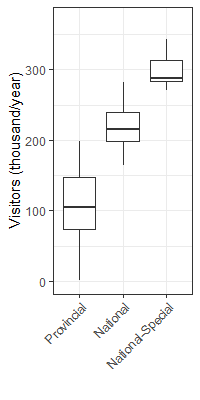 Visitors (thousand/year)
300
200
100
0
Provincial
National
National-Special